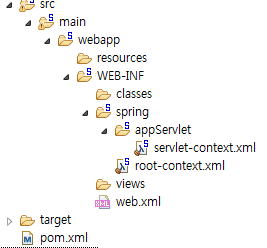 src
main
webapp
resources
WEB-INF
classes
spring
appServlet
servlet-context.xml
root-context.xml
views
web.xml
target
pom.xml